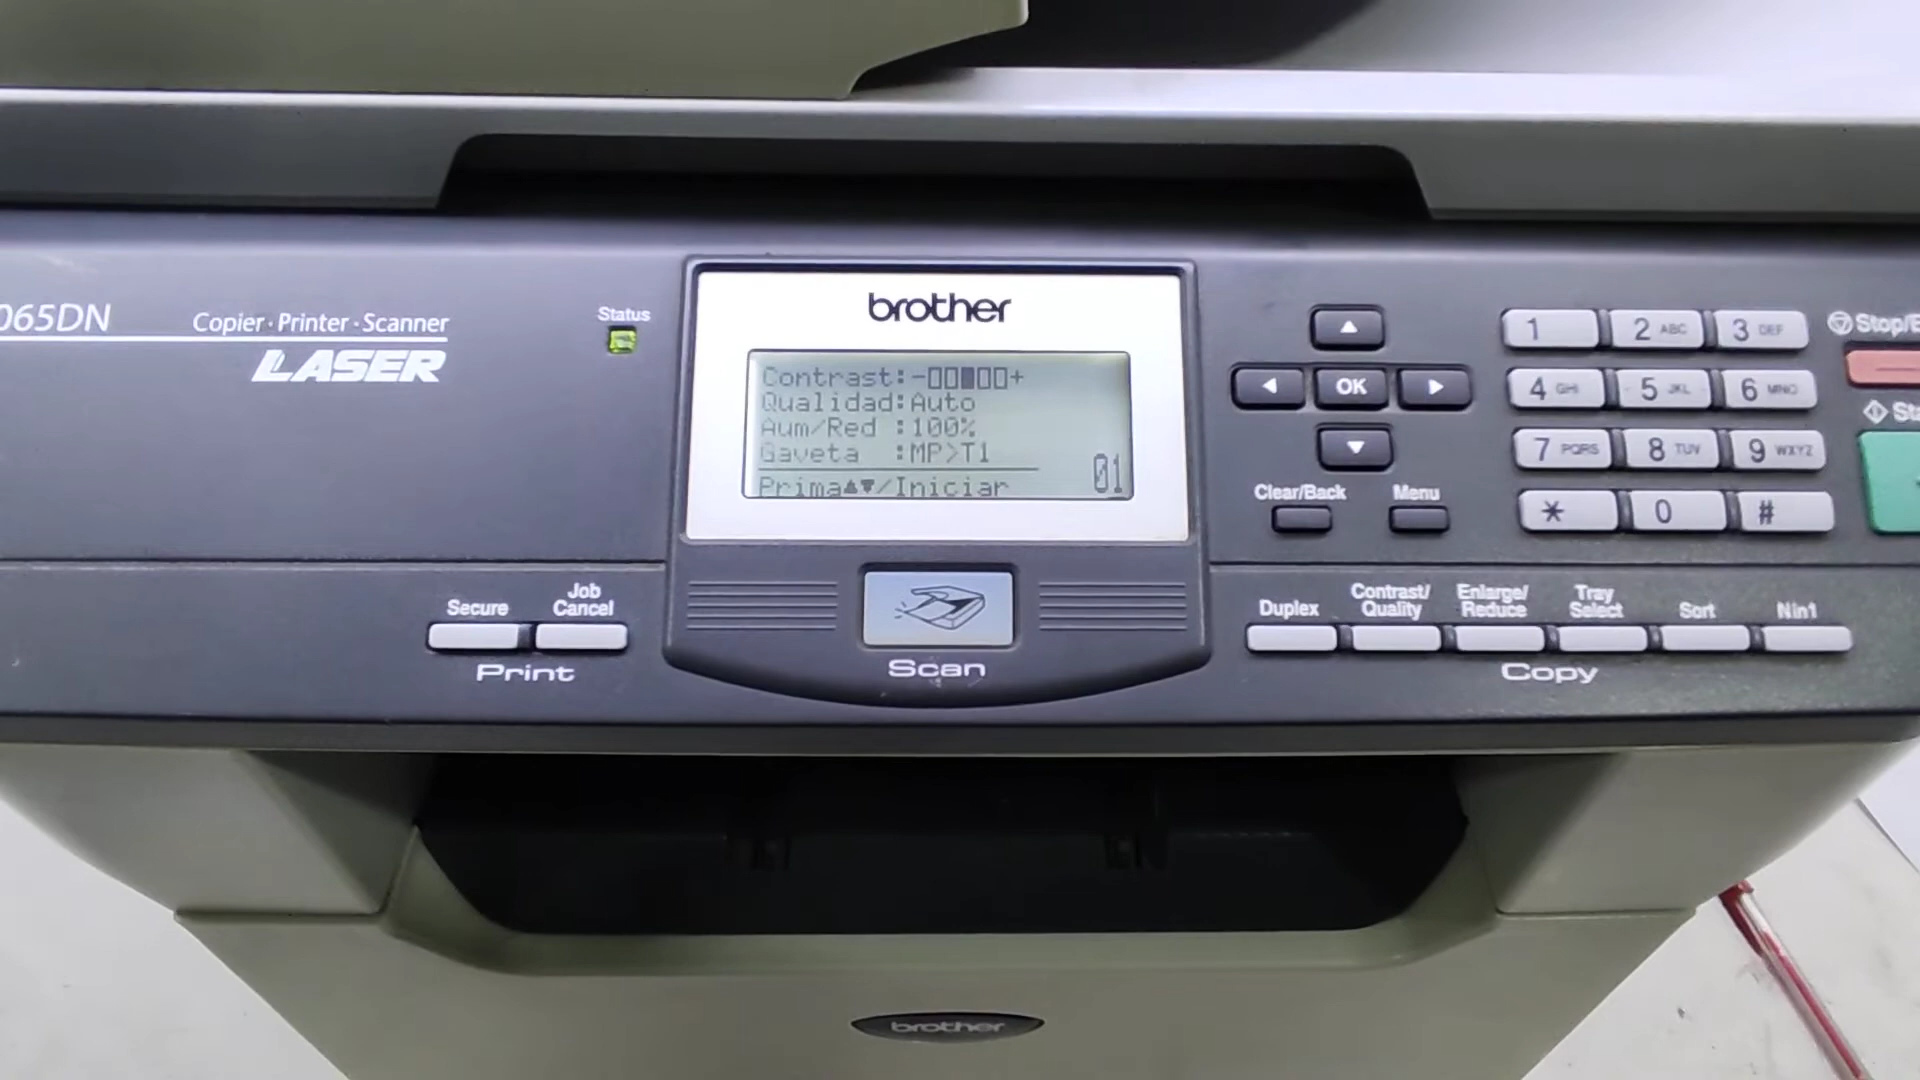 065DN
Copier · Printer · Scanner
LASER
Status
brother
Contrast:-□□■□□+
Qualidad:Auto
Aum/Red :100%
Gaveta :MP>T1
Prima▲▼/Iniciar
01
OK
Clear/Back
Menu
1
2 ABC
3 DEF
4 GHI
5 JKL
6 MNO
7 PQRS
8 TUV
9 WXYZ
*
0
#
Secure
Job
Cancel
Print
Scan
Duplex
Contrast/
Quality
Enlarge/
Reduce
Tray
Select
Sort
N in 1
Copy
Stop/E
Sta
brother